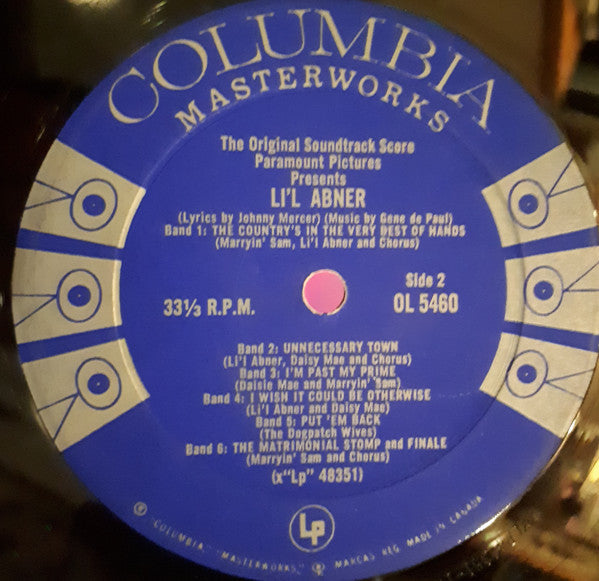 COLUMBIA
MASTERWORKS
The Original Soundtrack Score
Paramount Pictures
Presents
LI'L ABNER
(Lyrics by Johnny Mercer) (Music by Gene de Paul)
Band 1: THE COUNTRY'S IN THE VERY BEST OF HANDS
(Marryin' Sam, Li'l Abner and Chorus)
33⅓ R.P.M.
Side 2
OL 5460
Band 2: UNNECESSARY TOWN
(Li'l Abner, Daisy Mae and Chorus)
Band 3: I'M PAST MY PRIME
(Daisie Mae and Marryin' Sam)
Band 4: I WISH IT COULD BE OTHERWISE
(Li'l Abner and Daisy Mae)
Band 5: PUT 'EM BACK
(The Dogpatch Wives)
Band 6: THE MATRIMONIAL STOMP and FINALE
(Marryin' Sam and Chorus)
(x"Lp" 48351)
Lp
"COLUMBIA," "MASTERWORKS," MARCAS REG. MADE IN CANADA